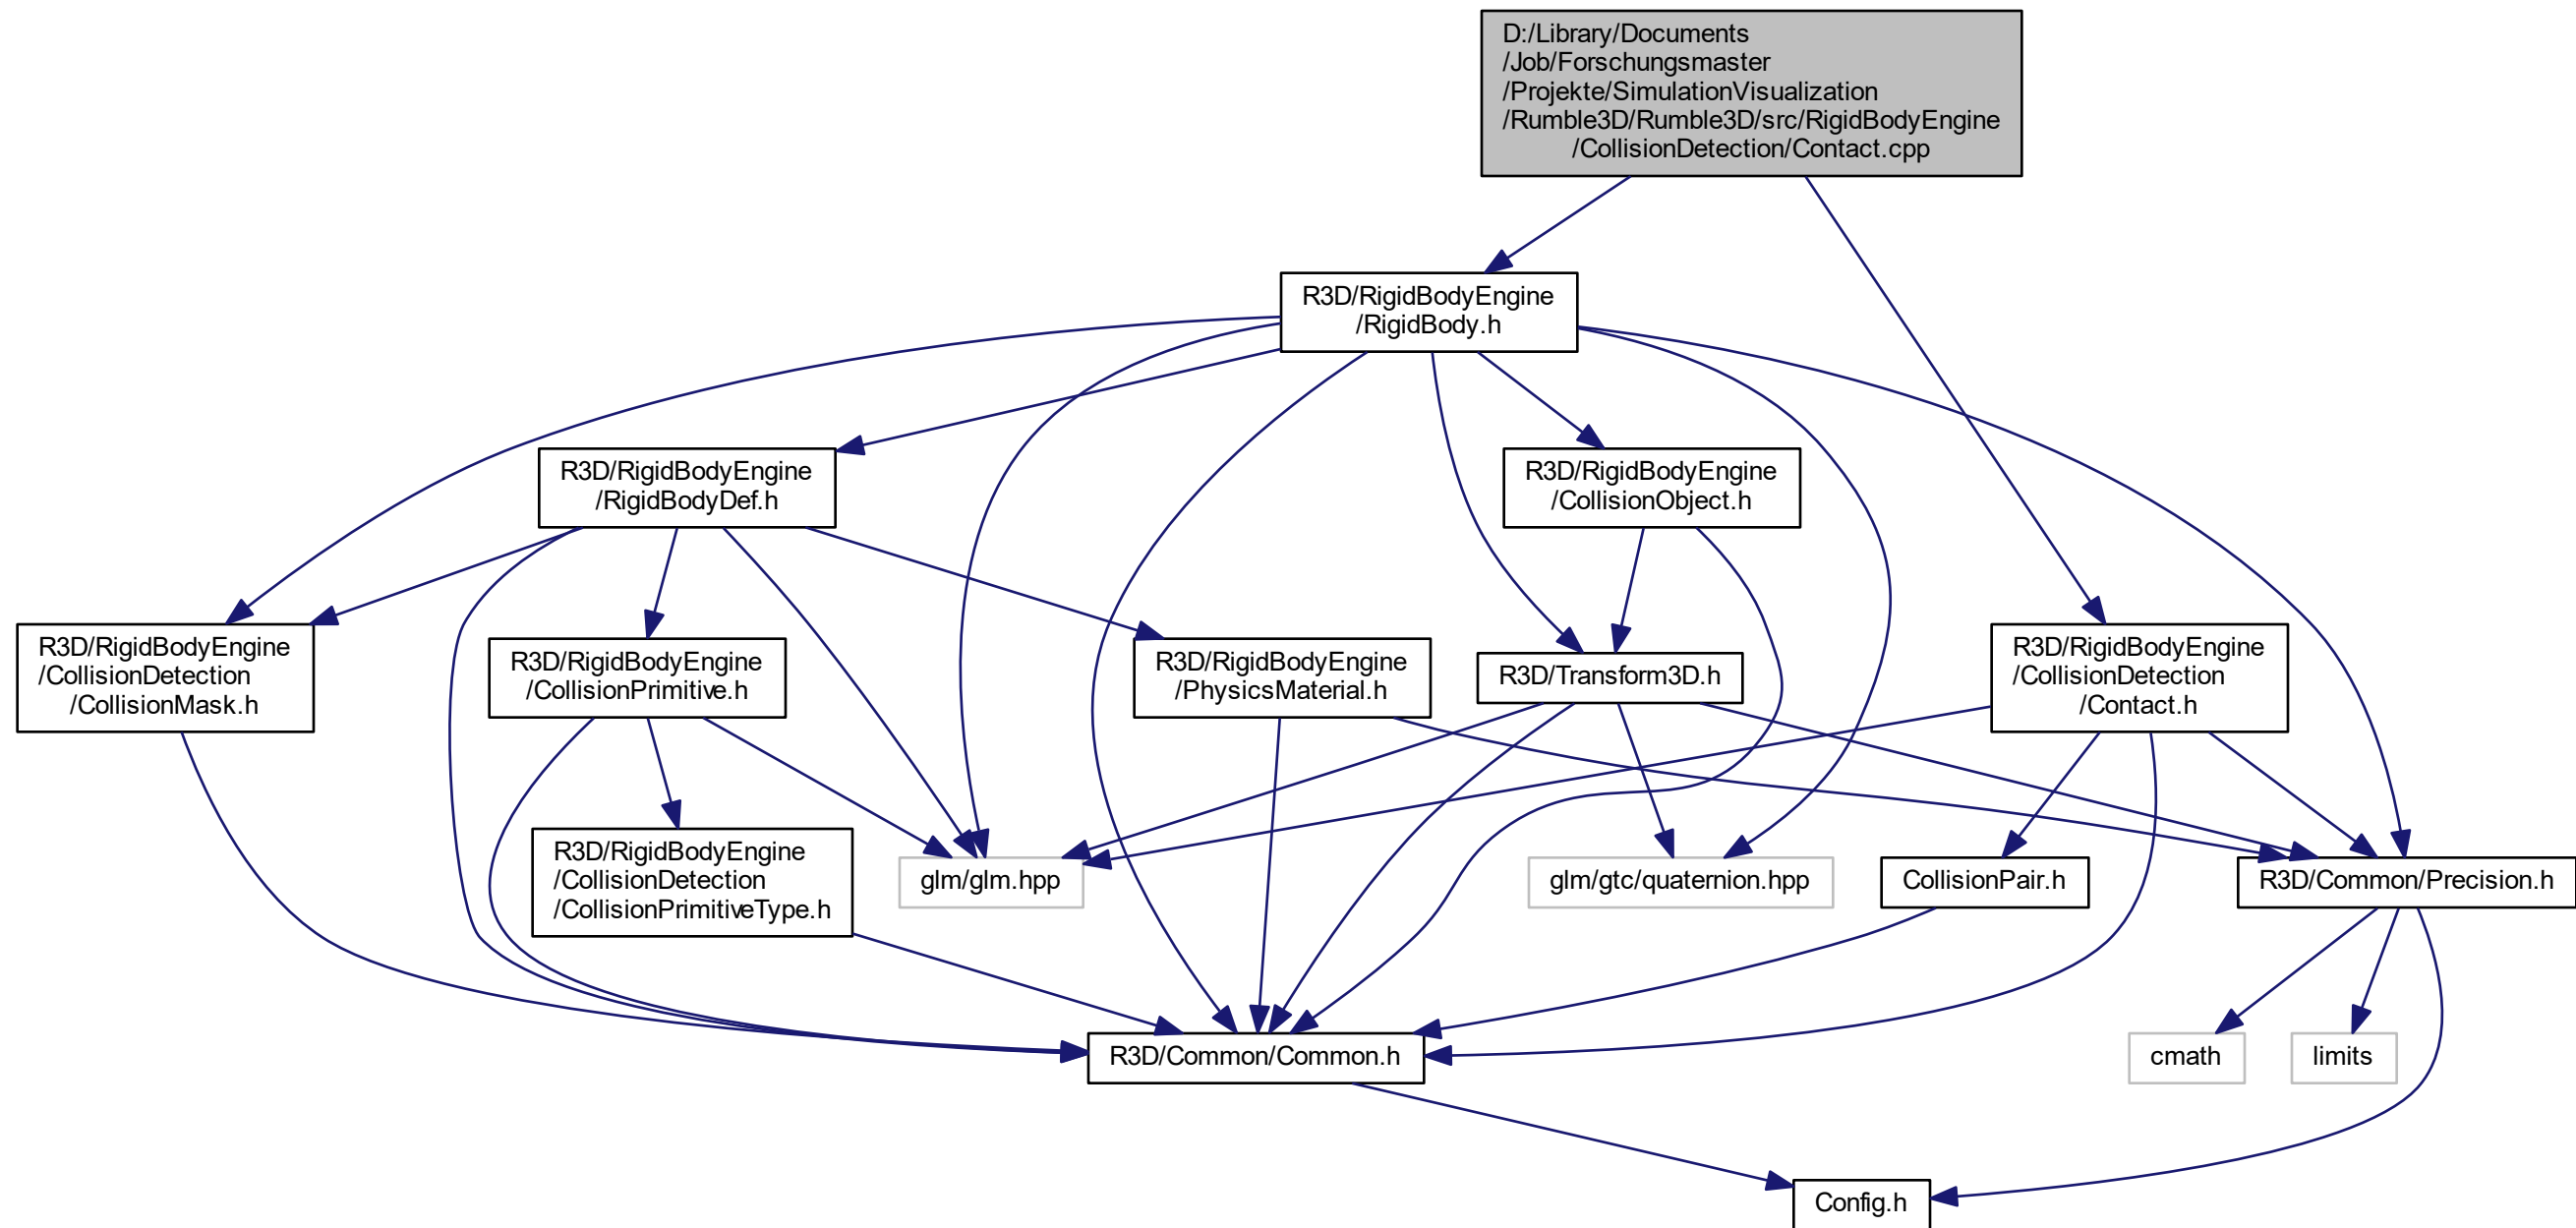 D:/Library/Documents
/Job/Forschungsmaster
/Projekte/SimulationVisualization
/Rumble3D/Rumble3D/src/RigidBodyEngine
/CollisionDetection/Contact.cpp
R3D/RigidBodyEngine
/RigidBody.h
R3D/RigidBodyEngine
/RigidBodyDef.h
R3D/RigidBodyEngine
/CollisionObject.h
R3D/RigidBodyEngine
/CollisionDetection
/CollisionMask.h
R3D/RigidBodyEngine
/CollisionPrimitive.h
R3D/RigidBodyEngine
/PhysicsMaterial.h
R3D/Transform3D.h
R3D/RigidBodyEngine
/CollisionDetection
/Contact.h
R3D/RigidBodyEngine
/CollisionDetection
/CollisionPrimitiveType.h
glm/glm.hpp
glm/gtc/quaternion.hpp
CollisionPair.h
R3D/Common/Precision.h
R3D/Common/Common.h
cmath
limits
Config.h